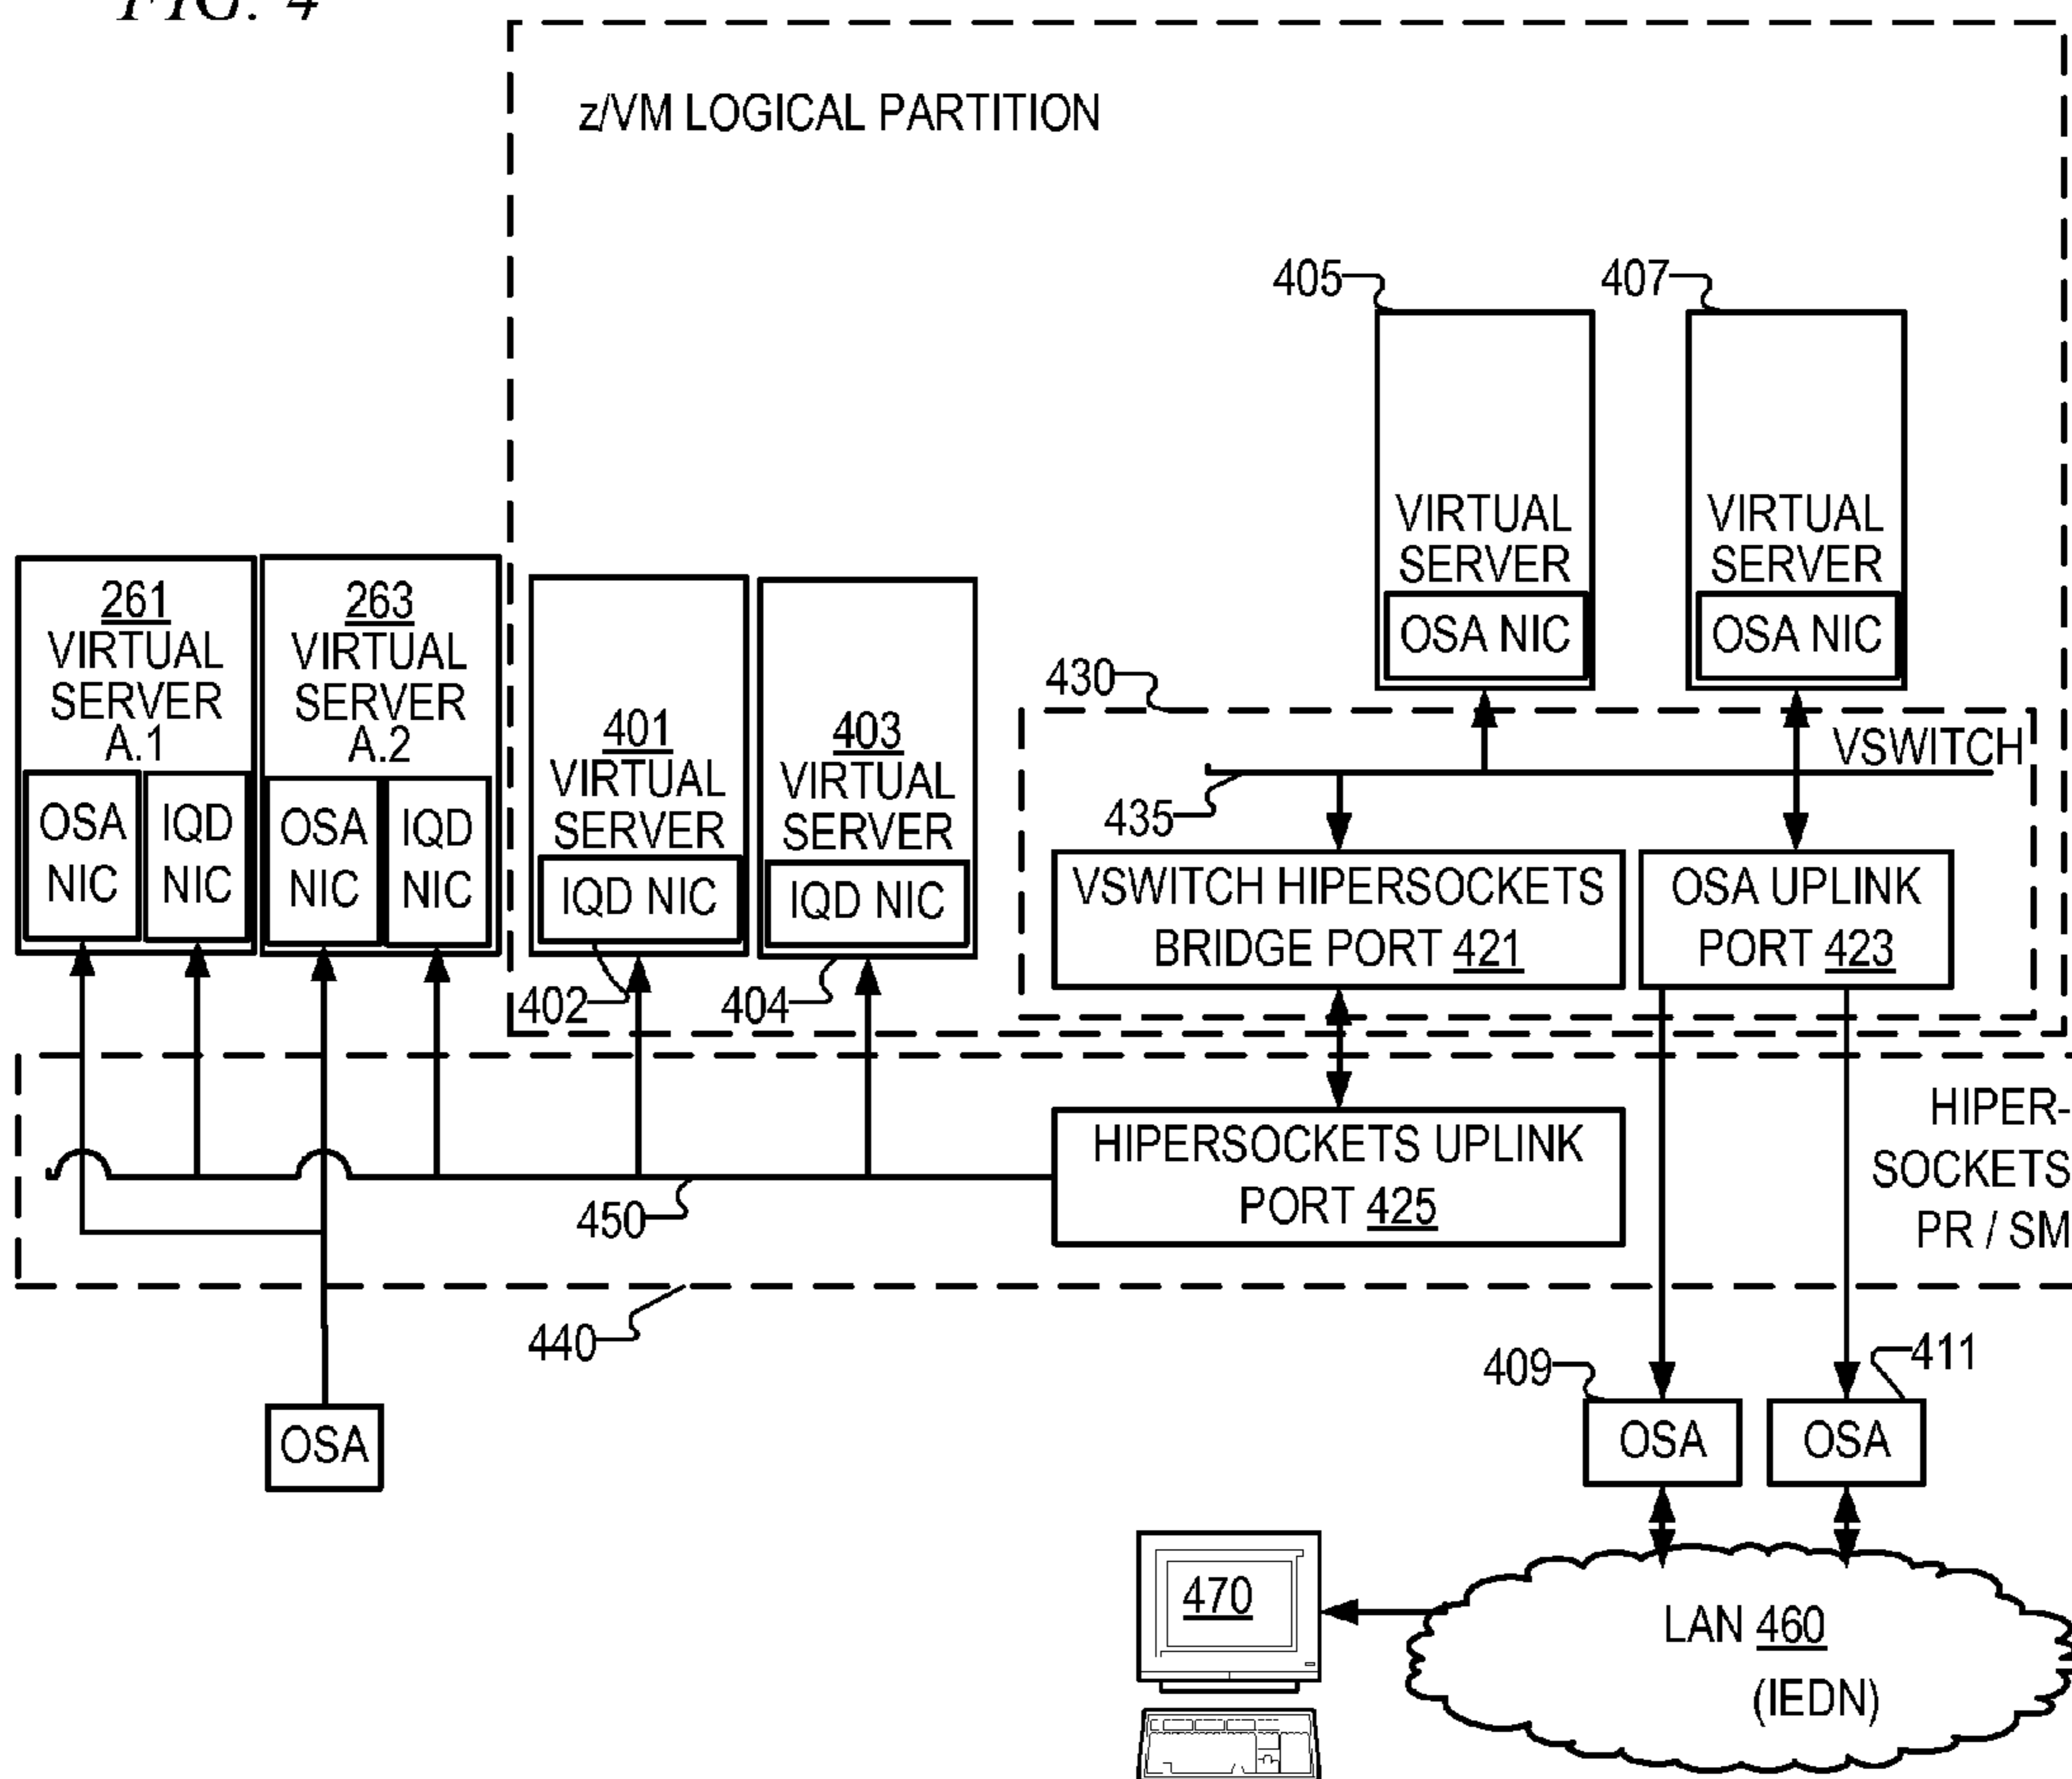 FIG. 4
z/VM LOGICAL PARTITION
405
407
VIRTUAL
SERVER
OSA NIC
VIRTUAL
SERVER
OSA NIC
261
VIRTUAL
SERVER
A.1
OSA
NIC
IQD
NIC
263
VIRTUAL
SERVER
A.2
OSA
NIC
IQD
NIC
401
VIRTUAL
SERVER
IQD NIC
402
403
VIRTUAL
SERVER
IQD NIC
404
430
VSWITCH
435
VSWITCH HIPERSOCKETS
BRIDGE PORT 421
OSA UPLINK
PORT 423
HIPERSOCKETS UPLINK
PORT 425
HIPER-
SOCKETS
PR / SM
450
440
OSA
409
OSA
411
OSA
470
LAN 460
(IEDN)